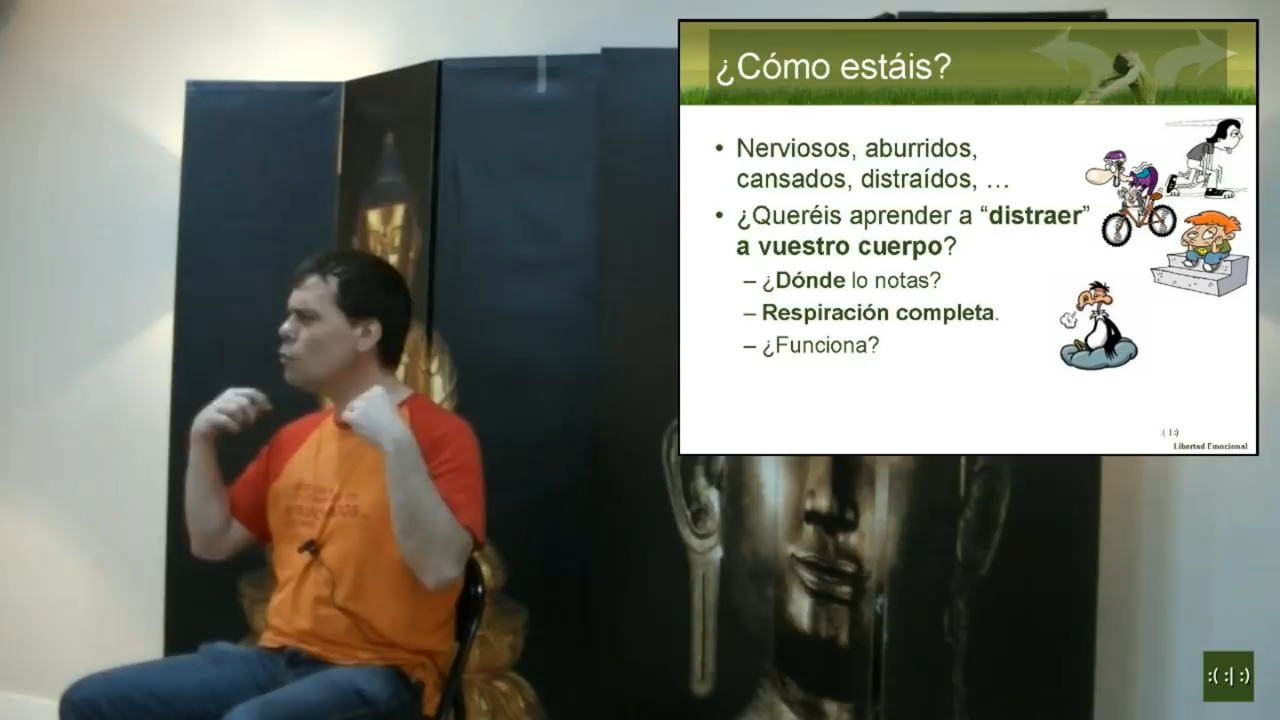 ¿Cómo estáis?
• Nerviosos, aburridos,
cansados, distraídos, …
• ¿Queréis aprender a “distraer”
a vuestro cuerpo?
– ¿Dónde lo notas?
– Respiración completa.
– ¿Funciona?
:( |:)
Libertad Emocional
:( :| :)